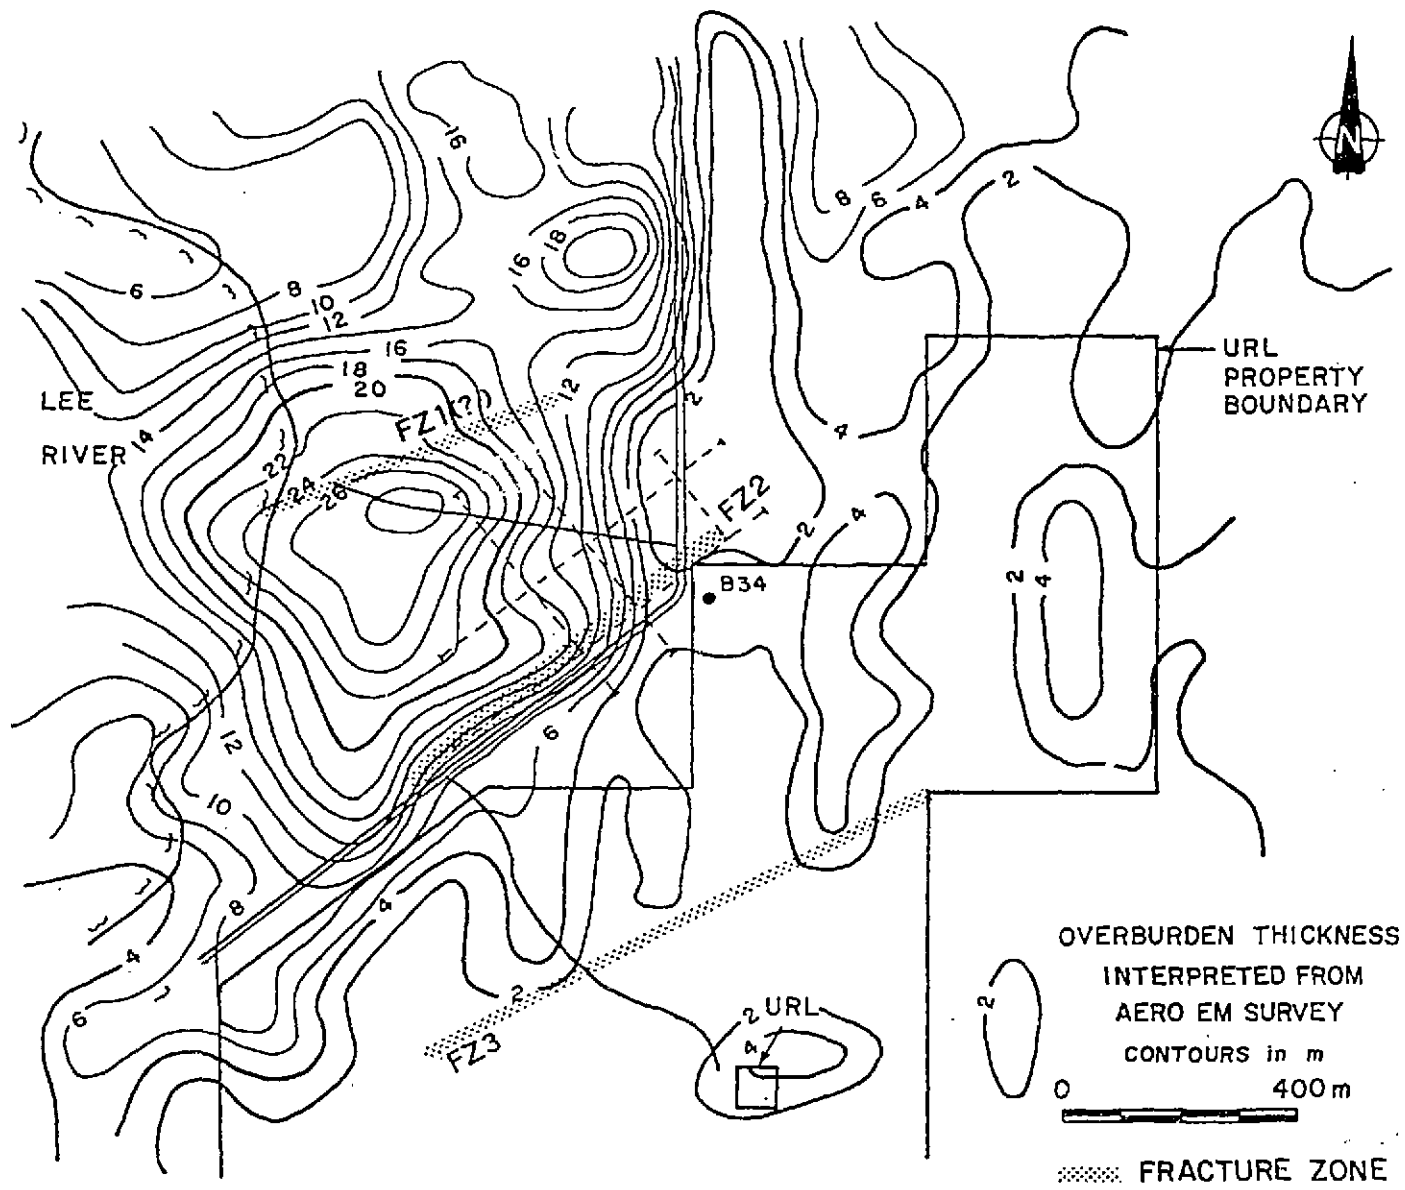 16
N
8
6
4
2
6
8
10
12
16
18
URL
PROPERTY
BOUNDARY
16
18
20
12
2
4
LEE
RIVER
14
FZ1(?)
22
24
26
FZ2
2
4
B34
2
4
12
6
10
8
4
4
6
2
FZ3
2
URL
4
2
OVERBURDEN THICKNESS
INTERPRETED FROM
AERO EM SURVEY
CONTOURS in m
0 400m
FRACTURE ZONE